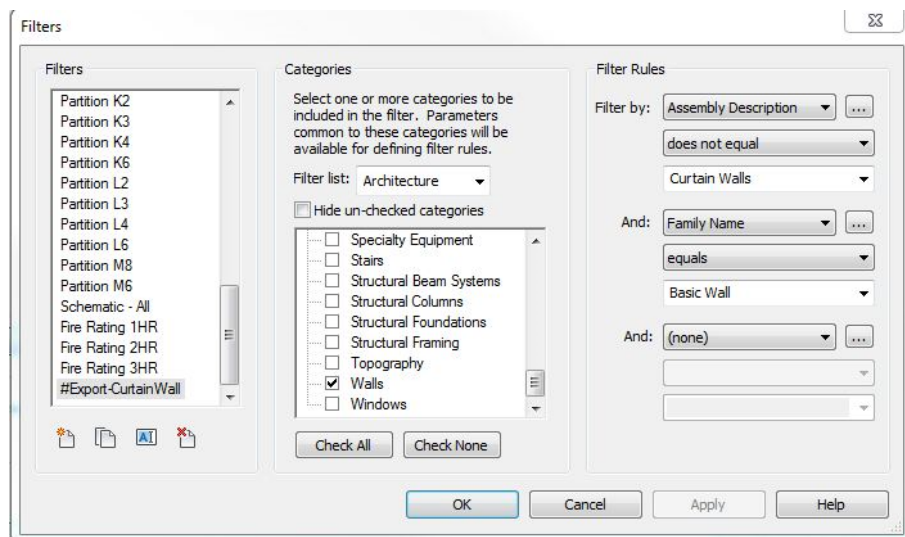 Filters
Filters
Partition K2
Partition K3
Partition K4
Partition K6
Partition L2
Partition L3
Partition L4
Partition L6
Partition M8
Partition M6
Schematic - All
Fire Rating 1HR
Fire Rating 2HR
Fire Rating 3HR
#Export-CurtainWall
AI
Categories
Select one or more categories to be
included in the filter. Parameters
common to these categories will be
available for defining filter rules.
Filter list: Architecture
Hide un-checked categories
Specialty Equipment
Stairs
Structural Beam Systems
Structural Columns
Structural Foundations
Structural Framing
Topography
Walls
Windows
Check All Check None
Filter Rules
Filter by: Assembly Description ...
does not equal
Curtain Walls
And: Family Name ...
equals
Basic Wall
And: (none) ...
OK Cancel Apply Help